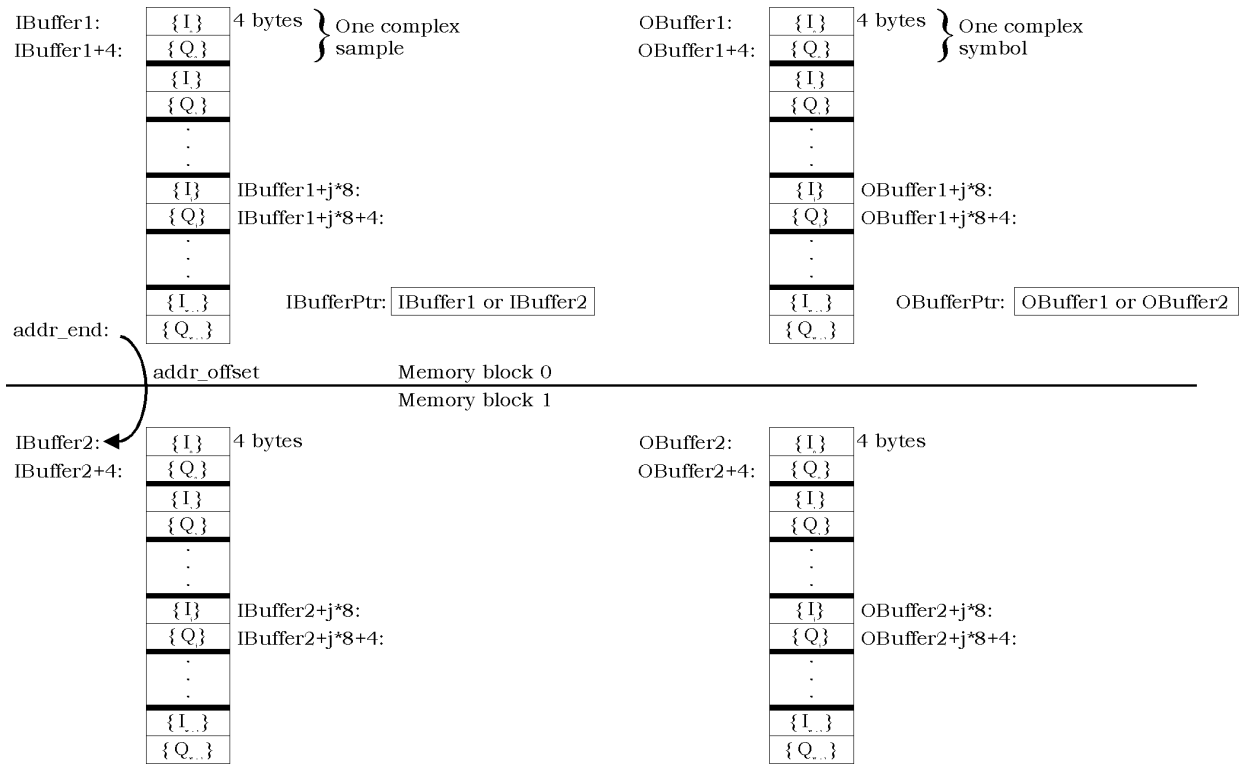 IBuffer1: {I } 4 bytes } One complex OBuffer1: {I } 4 bytes } One complex
IBuffer1+4: {Q } sample OBuffer1+4: {Q } symbol
{I } {I }
{Q } {Q }
{I } IBuffer1+j*8: {I } OBuffer1+j*8:
{Q } IBuffer1+j*8+4: {Q } OBuffer1+j*8+4:
{I } IBufferPtr: IBuffer1 or IBuffer2 {I } OBufferPtr: OBuffer1 or OBuffer2
addr_end: {Q } {Q }
addr_offset Memory block 0
Memory block 1
IBuffer2: {I } 4 bytes OBuffer2: {I } 4 bytes
IBuffer2+4: {Q } OBuffer2+4: {Q }
{I } {I }
{Q } {Q }
{I } IBuffer2+j*8: {I } OBuffer2+j*8:
{Q } IBuffer2+j*8+4: {Q } OBuffer2+j*8+4:
{I } {I }
{Q } {Q }